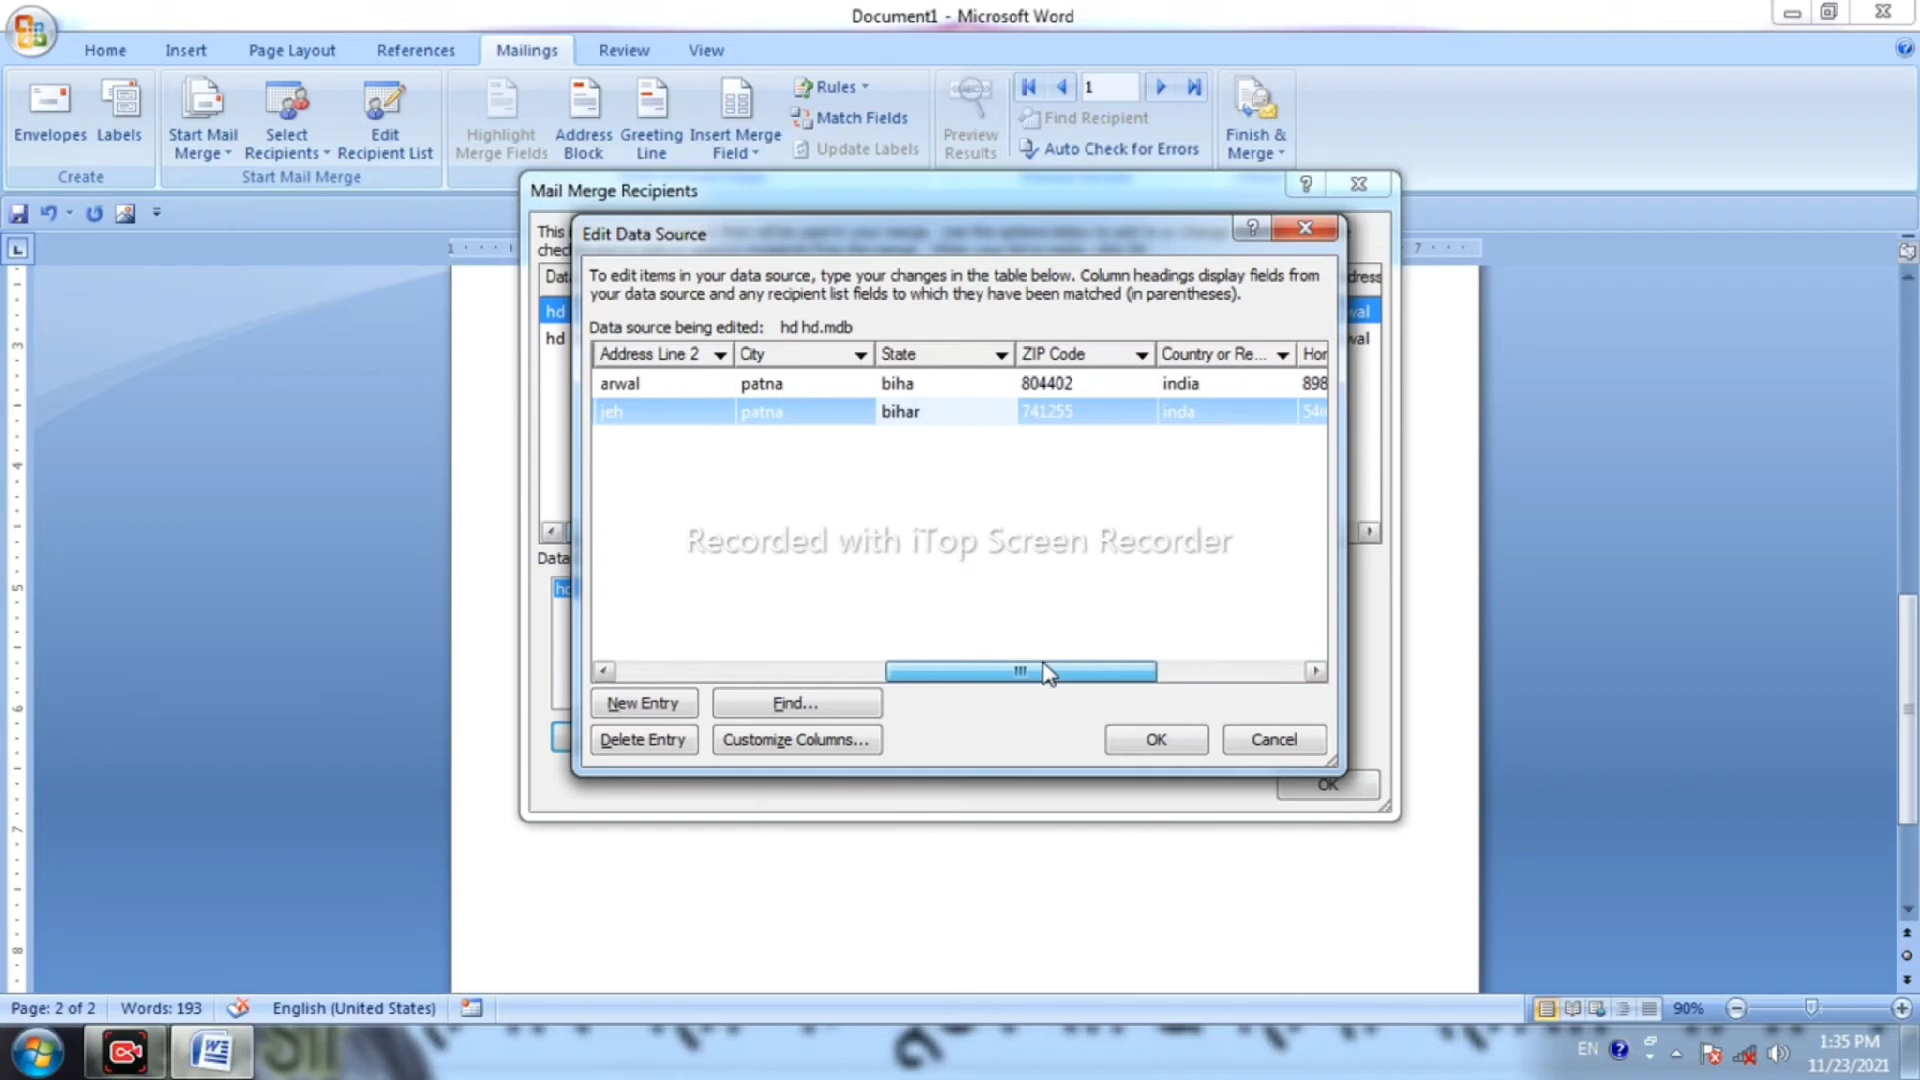 Document1 - Microsoft Word
Home Insert Page Layout References Mailings Review View
Envelopes Labels
Create
Start Mail Merge
Select Recipients
Edit Recipient List
Start Mail Merge
Highlight Merge Fields
Address Block
Greeting Line
Insert Merge Field
Rules
Match Fields
Update Labels
Preview Results
1
Find Recipient
Auto Check for Errors
Finish & Merge
Mail Merge Recipients
Edit Data Source
To edit items in your data source, type your changes in the table below. Column headings display fields from
your data source and any recipient list fields to which they have been matched (in parentheses).
Data source being edited: hd hd.mdb
Address Line 2 City State ZIP Code Country or Re... Hor
arwal patna biha 804402 india 898
jeh patna bihar 741255 inda 54
hd
hd
Recorded with iTop Screen Recorder
New Entry Find...
Delete Entry Customize Columns... OK Cancel
OK
Page: 2 of 2 Words: 193 English (United States) 90%
EN 1:35 PM
11/23/2021